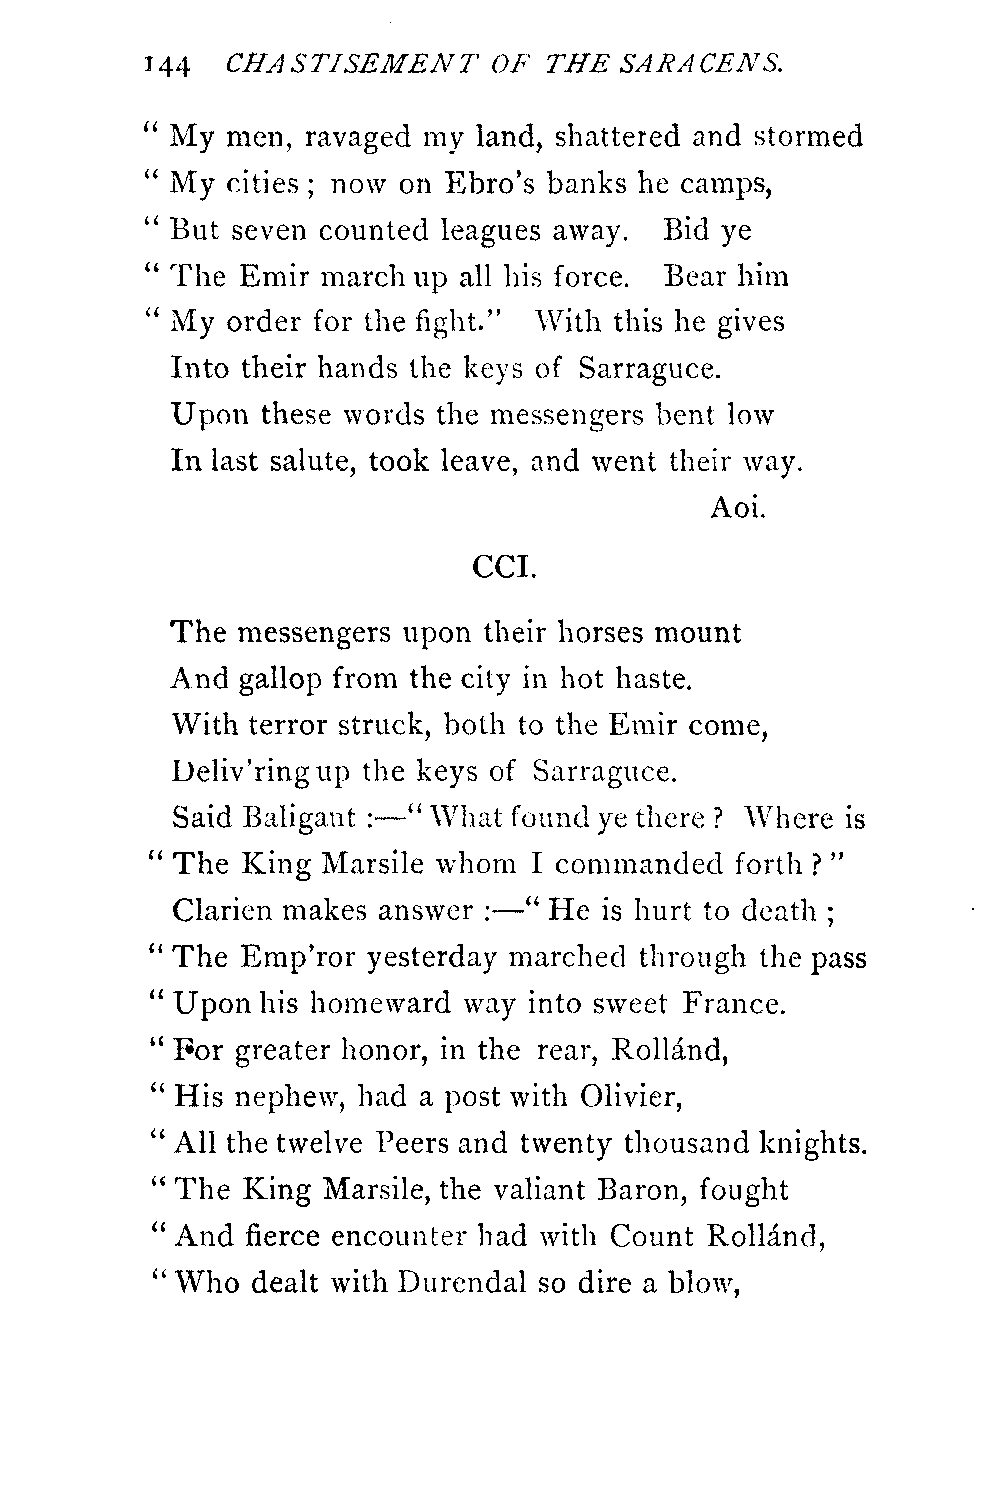 144 CHASTISEMENT OF THE SARACENS.
“ My men, ravaged my land, shattered and stormed
“ My cities ; now on Ebro’s banks he camps,
“ But seven counted leagues away. Bid ye
“ The Emir march up all his force. Bear him
“ My order for the fight.” With this he gives
Into their hands the keys of Sarraguce.
Upon these words the messengers bent low
In last salute, took leave, and went their way.
Aoi.
CCI.
The messengers upon their horses mount
And gallop from the city in hot haste.
With terror struck, both to the Emir come,
Deliv’ring up the keys of Sarraguce.
Said Baligant :—“ What found ye there ? Where is
“ The King Marsile whom I commanded forth ? ”
Clarien makes answer :—“ He is hurt to death ;
“ The Emp’ror yesterday marched through the pass
“ Upon his homeward way into sweet France.
“ For greater honor, in the rear, Rollánd,
“ His nephew, had a post with Olivier,
“ All the twelve Peers and twenty thousand knights.
“ The King Marsile, the valiant Baron, fought
“ And fierce encounter had with Count Rollánd,
“ Who dealt with Durendal so dire a blow,